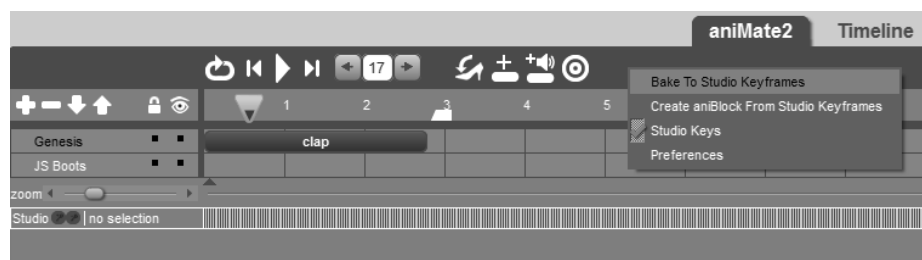 aniMate2 Timeline
17
Bake To Studio Keyframes
Create aniBlock From Studio Keyframes
Studio Keys
Preferences
1 2 3 4 5
Genesis clap
JS Boots
zoom
Studio no selection